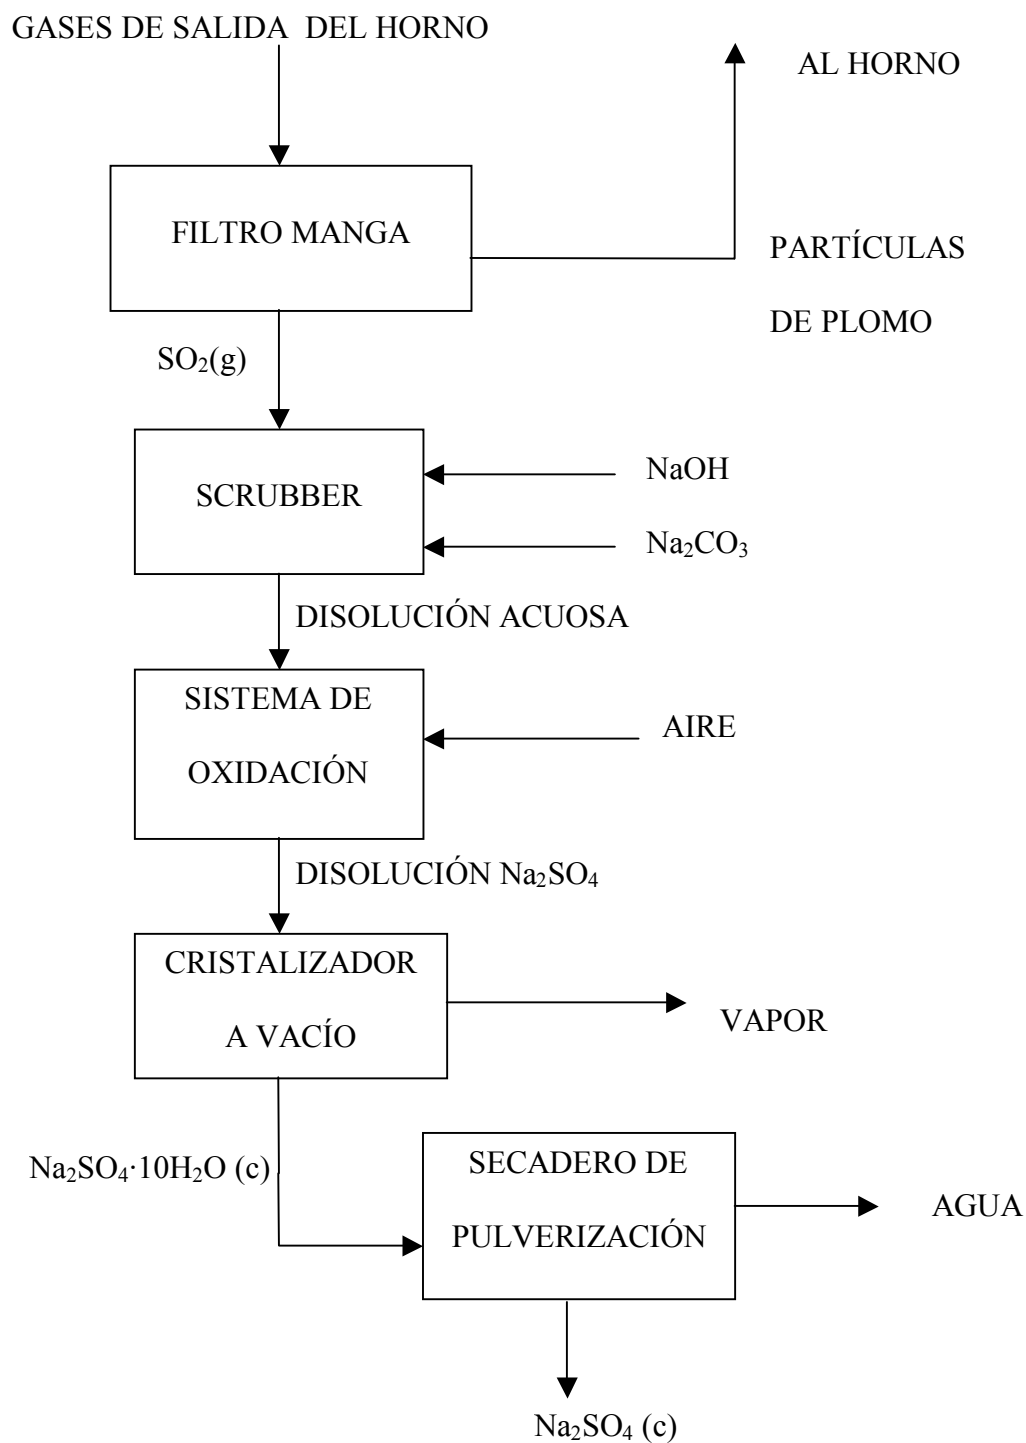 GASES DE SALIDA DEL HORNO
AL HORNO
FILTRO MANGA
PARTÍCULAS
DE PLOMO
SO₂(g)
SCRUBBER
NaOH
Na₂CO₃
DISOLUCIÓN ACUOSA
SISTEMA DE
OXIDACIÓN
AIRE
DISOLUCIÓN Na₂SO₄
CRISTALIZADOR
A VACÍO
VAPOR
Na₂SO₄·10H₂O (c)
SECADERO DE
PULVERIZACIÓN
AGUA
Na₂SO₄ (c)